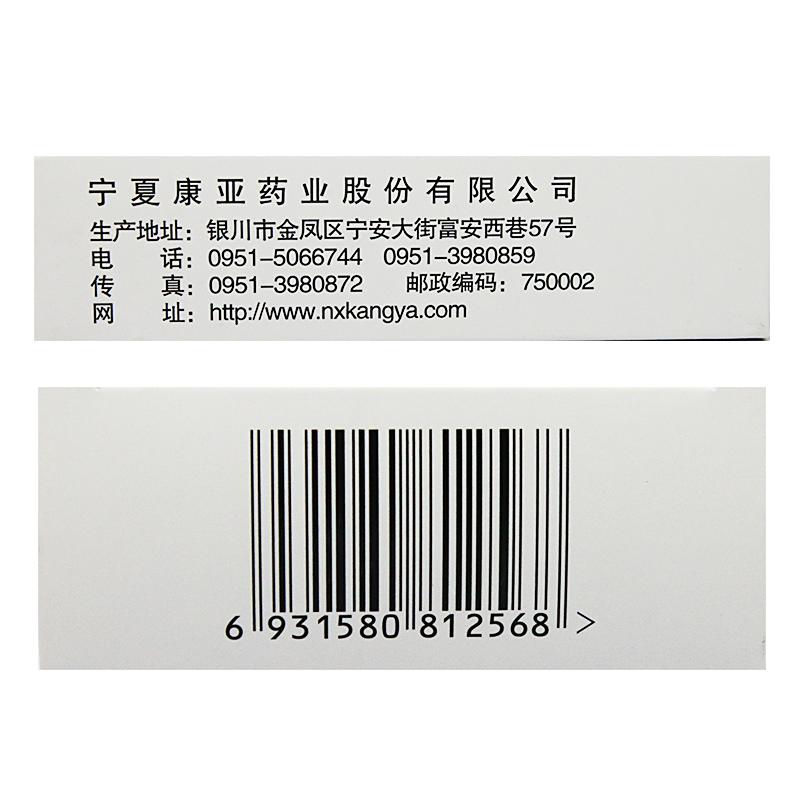 宁夏康亚药业股份有限公司
生产地址：银川市金凤区宁安大街富安西巷57号
电 话：0951-5066744 0951-3980859
传 真：0951-3980872 邮政编码：750002
网 址：http://www.nxkangya.com
6 931580 812568 >